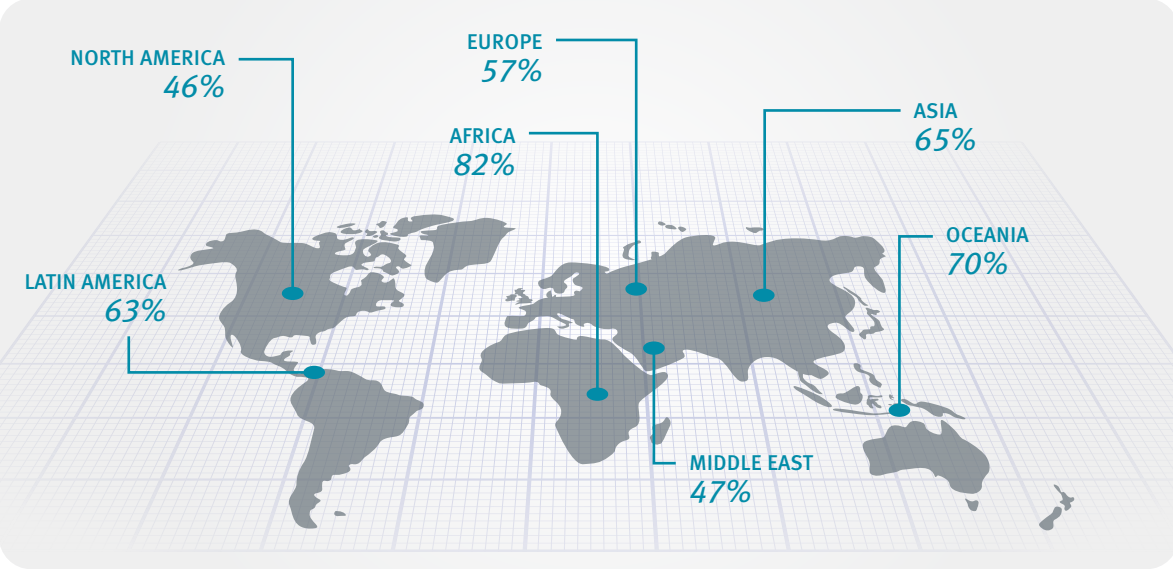 NORTH AMERICA
46%
EUROPE
57%
AFRICA
82%
ASIA
65%
OCEANIA
70%
LATIN AMERICA
63%
MIDDLE EAST
47%